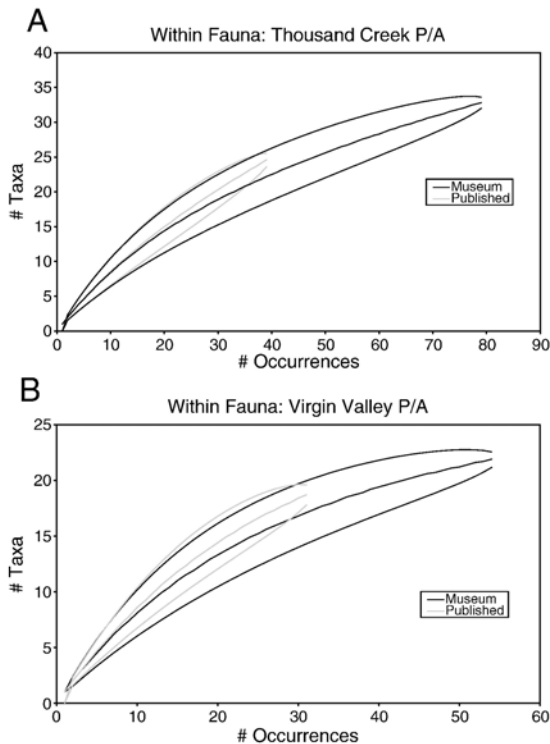 A
Within Fauna: Thousand Creek P/A
40
35
30
25
20
15
10
5
0
# Taxa
Museum
Published
0 10 20 30 40 50 60 70 80 90
# Occurrences
B
Within Fauna: Virgin Valley P/A
25
20
15
10
5
0
# Taxa
Museum
Published
0 10 20 30 40 50 60
# Occurrences